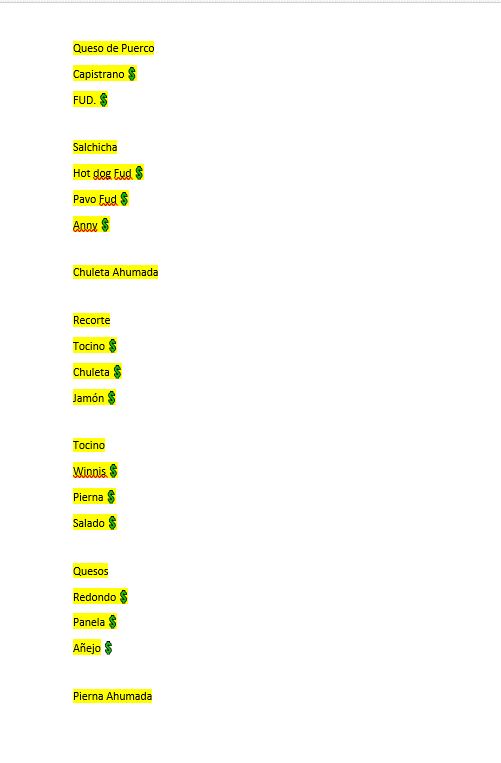 Queso de Puerco
Capistrano 💲
FUD. 💲
Salchicha
Hot dog Fud 💲
Pavo Fud 💲
Anny 💲
Chuleta Ahumada
Recorte
Tocino 💲
Chuleta 💲
Jamón 💲
Tocino
Winnis 💲
Pierna 💲
Salado 💲
Quesos
Redondo 💲
Panela 💲
Añejo 💲
Pierna Ahumada